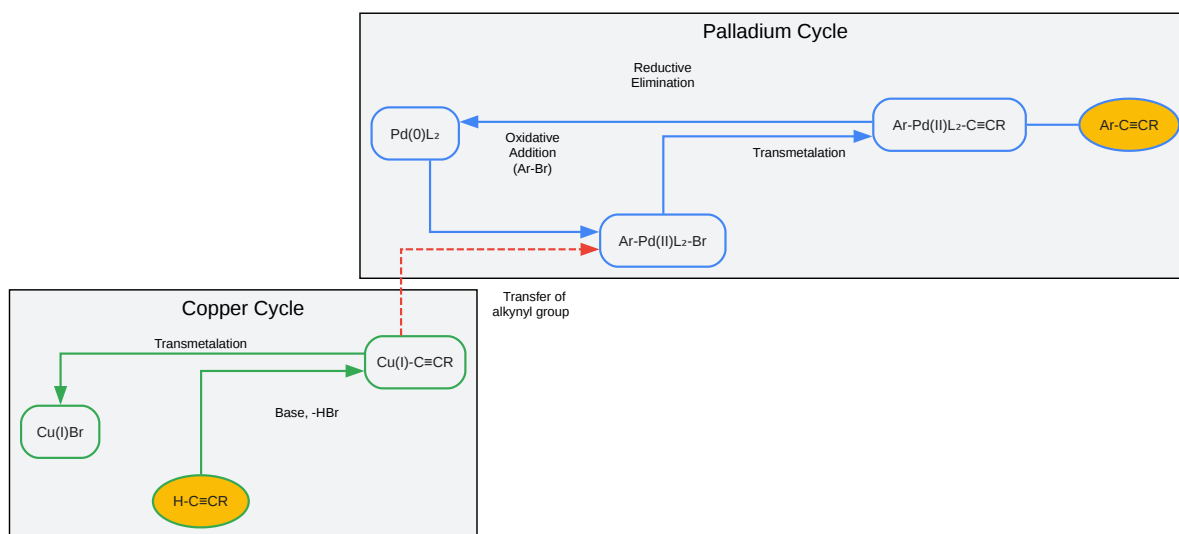 Palladium Cycle
Reductive
Elimination
Pd(0)L₂
Oxidative
Addition
(Ar-Br)
Ar-Pd(II)L₂-C≡CR
Ar-C≡CR
Transmetalation
Ar-Pd(II)L₂-Br
Transfer of
alkynyl group
Copper Cycle
Transmetalation
Cu(I)-C≡CR
Base, -HBr
Cu(I)Br
H-C≡CR